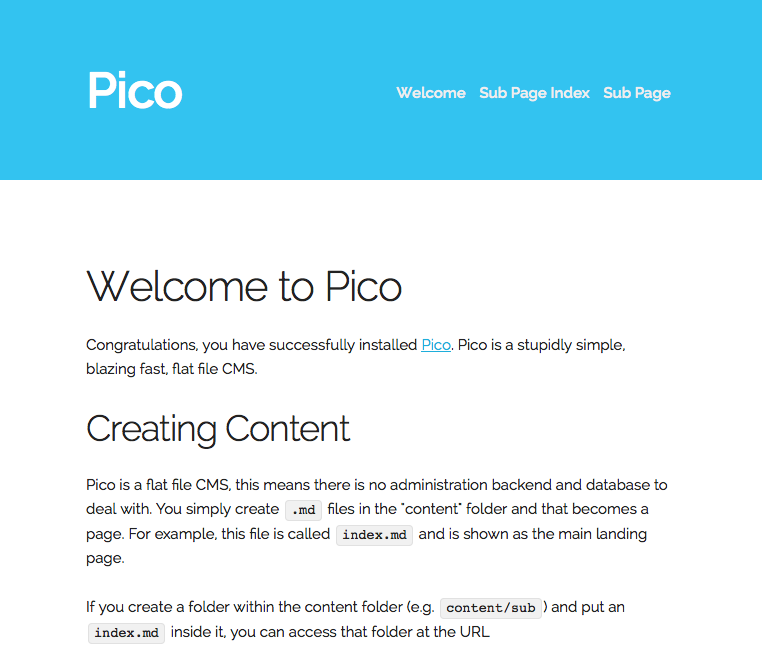 Pico
Welcome Sub Page Index Sub Page
Welcome to Pico
Congratulations, you have successfully installed Pico. Pico is a stupidly simple,
blazing fast, flat file CMS.
Creating Content
Pico is a flat file CMS, this means there is no administration backend and database to
deal with. You simply create .md files in the "content" folder and that becomes a
page. For example, this file is called index.md and is shown as the main landing
page.
If you create a folder within the content folder (e.g. content/sub) and put an
index.md inside it, you can access that folder at the URL